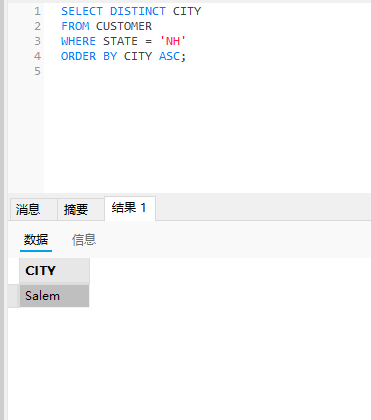 1 SELECT DISTINCT CITY
2 FROM CUSTOMER
3 WHERE STATE = 'NH'
4 ORDER BY CITY ASC;
5
消息 摘要 结果 1
数据 信息
CITY
Salem